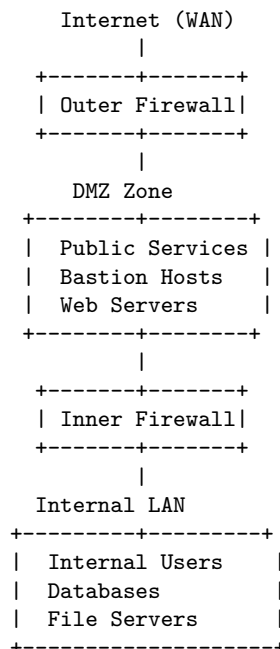 Internet (WAN)
|
+-------+-------+
| Outer Firewall|
+-------+-------+
|
DMZ Zone
+--------+--------+
| Public Services |
| Bastion Hosts |
| Web Servers |
+--------+--------+
|
+-------+-------+
| Inner Firewall|
+-------+-------+
|
Internal LAN
+---------+---------+
| Internal Users |
| Databases |
| File Servers |
+--------------------+